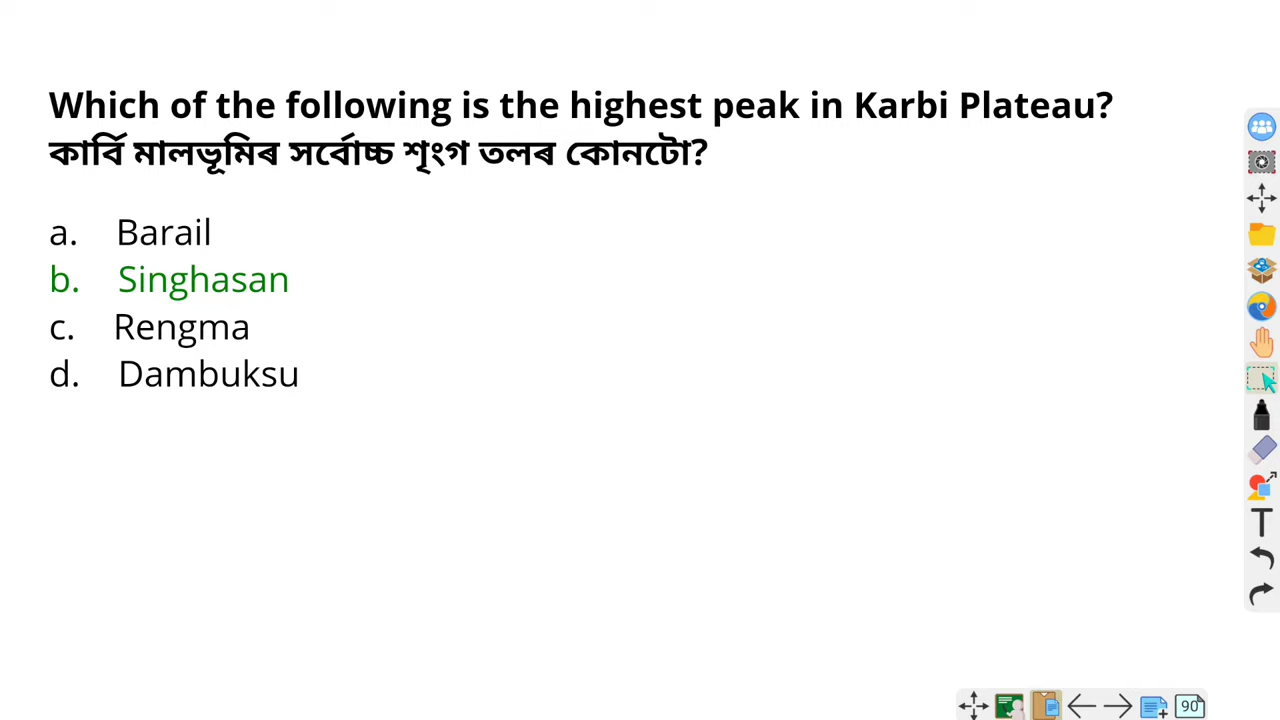 Which of the following is the highest peak in Karbi Plateau?
কাৰ্বি মালভূমিৰ সৰ্বোচ্চ শৃংগ তলৰ কোনটো?
a. Barail
b. Singhasan
c. Rengma
d. Dambuksu
T
90